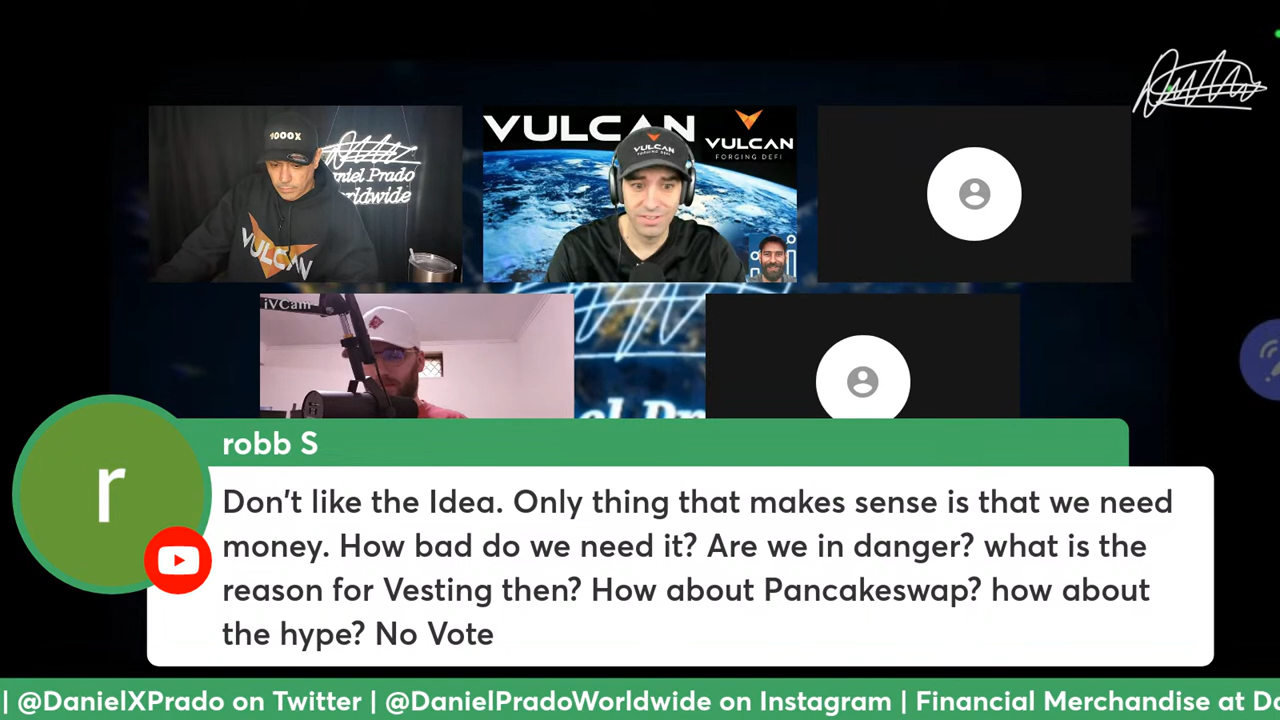 1000X
Daniel Prado
Worldwide
VULCAN
VULCAN
VULCAN
FORGING DEFI
VULCAN
iVCam
robb S
r
Don't like the Idea. Only thing that makes sense is that we need
money. How bad do we need it? Are we in danger? what is the
reason for Vesting then? How about Pancakeswap? how about
the hype? No Vote
| @DanielXPrado on Twitter | @DanielPradoWorldwide on Instagram | Financial Merchandise at